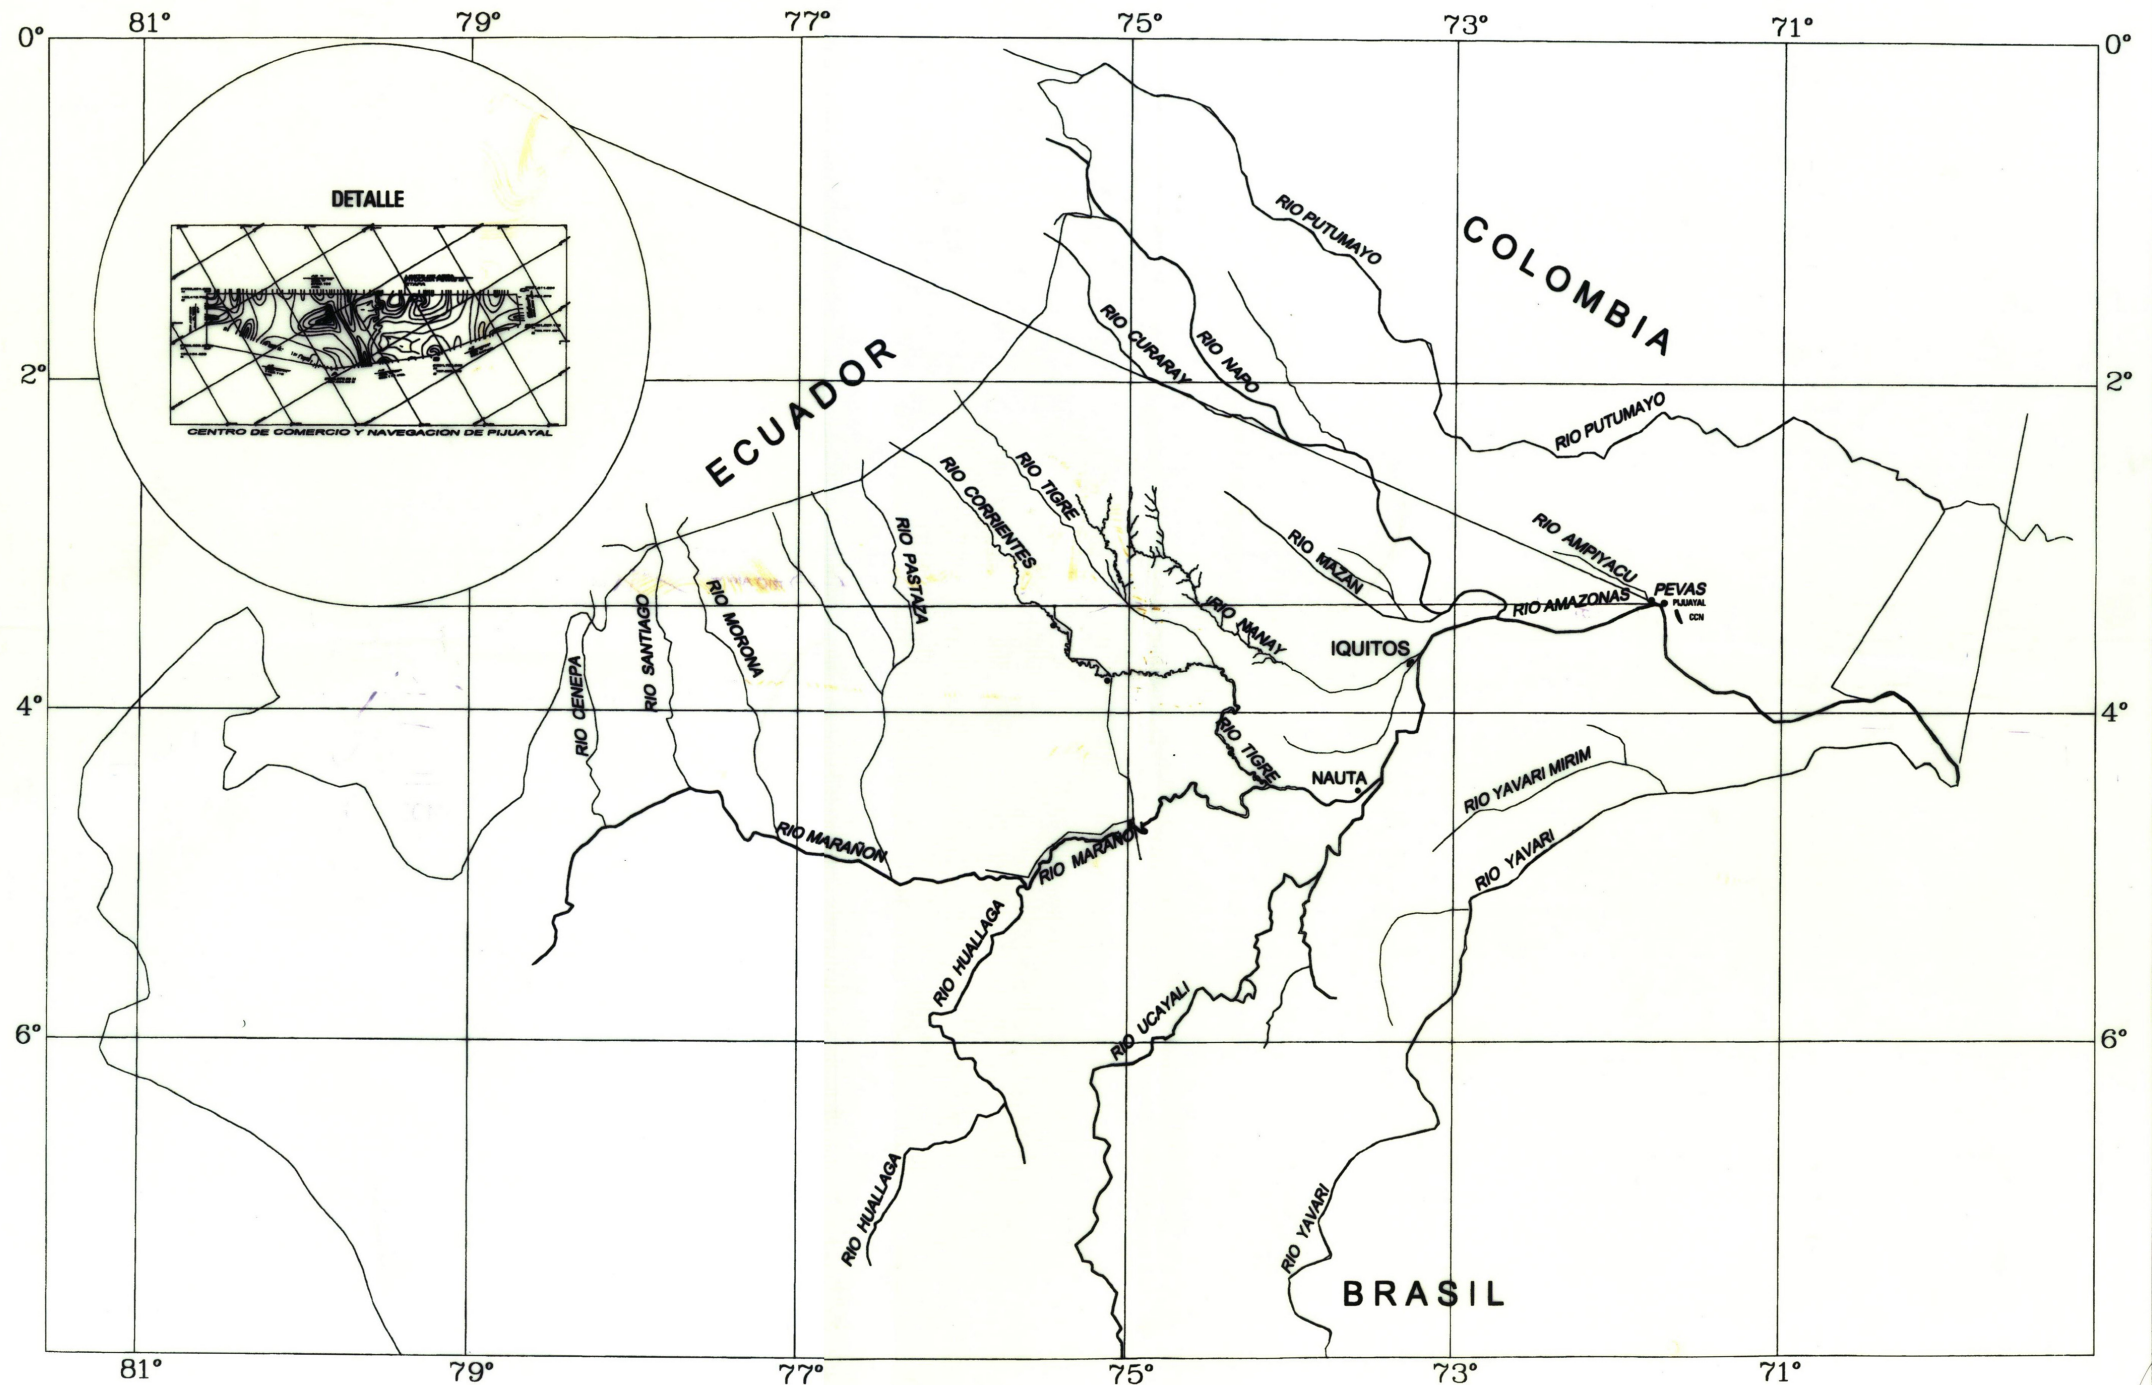 81° 79° 77° 75° 73° 71°
0° 0°
DETALLE
CENTRO DE COMERCIO Y NAVEGACION DE PIJUAYAL
RIO PUTUMAYO
COLOMBIA
ECUADOR
RIO CURARAY
RIO NAPO
2° 2°
RIO PUTUMAYO
RIO CORRIENTES
RIO TIGRE
RIO PASTAZA
RIO MAZAN
RIO AMPIYACU
PEVAS
PIJUAYAL
CCN
RIO AMAZONAS
RIO SANTIAGO
RIO MORONA
RIO NANAY
IQUITOS
RIO CENEPA
4° 4°
RIO TIGRE
NAUTA
RIO YAVARI MIRIM
RIO MARAÑON
RIO MARAÑON
RIO YAVARI
RIO HUALLAGA
RIO UCAYALI
6° 6°
RIO HUALLAGA
RIO YAVARI
BRASIL
81° 79° 77° 75° 73° 71°